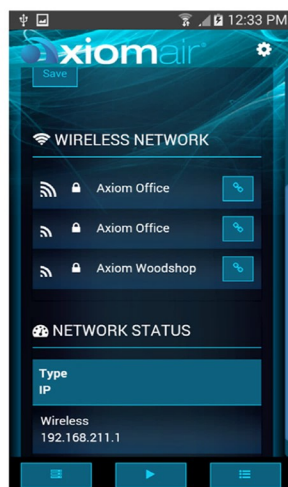 12:33 PM
axiomair
Save
WIRELESS NETWORK
Axiom Office
Axiom Office
Axiom Woodshop
NETWORK STATUS
Type
IP
Wireless
192.168.211.1